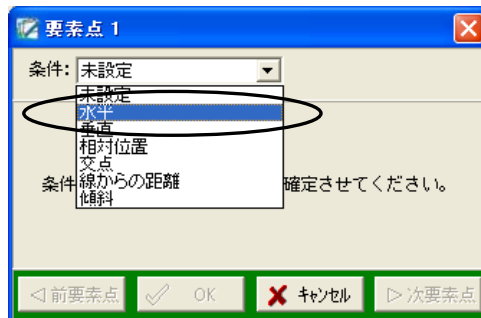 要素点 1
条件: 未設定
未設定
水平
垂直
相対位置
交点
線からの距離
傾斜
条件
確定させてください。
前要素点 OK キャンセル 次要素点